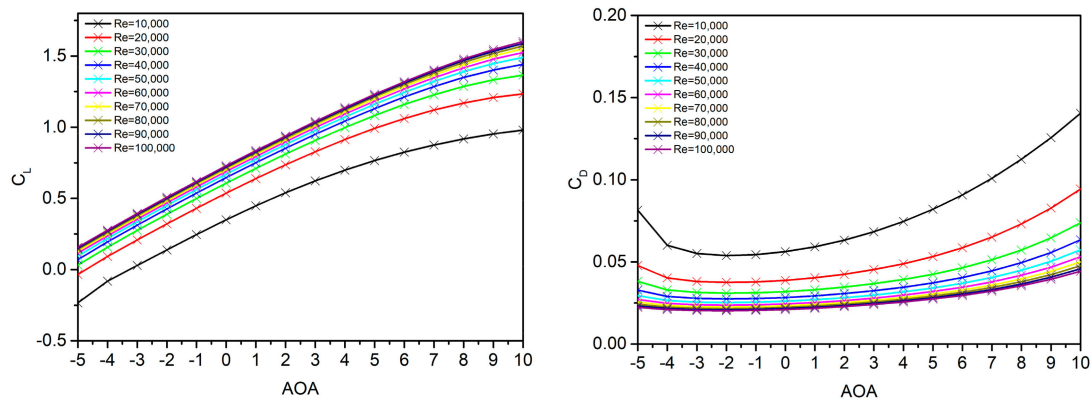 Re=10,000
Re=20,000
Re=30,000
Re=40,000
Re=50,000
Re=60,000
Re=70,000
Re=80,000
Re=90,000
Re=100,000
1.5
1.0
0.5
0.0
-0.5
C_L
-5 -4 -3 -2 -1 0 1 2 3 4 5 6 7 8 9 10
AOA
0.20
0.15
0.10
0.05
0.00
C_D
Re=10,000
Re=20,000
Re=30,000
Re=40,000
Re=50,000
Re=60,000
Re=70,000
Re=80,000
Re=90,000
Re=100,000
-5 -4 -3 -2 -1 0 1 2 3 4 5 6 7 8 9 10
AOA